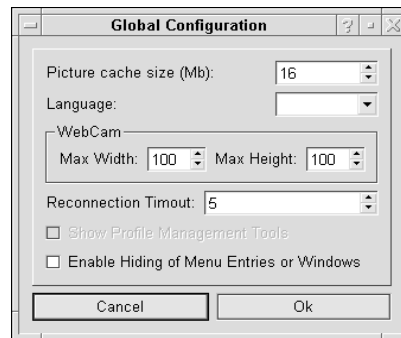 Global Configuration ?
Picture cache size (Mb): 16
Language:
WebCam
Max Width: 100 Max Height: 100
Reconnection Timout: 5
Show Profile Management Tools
Enable Hiding of Menu Entries or Windows
Cancel Ok